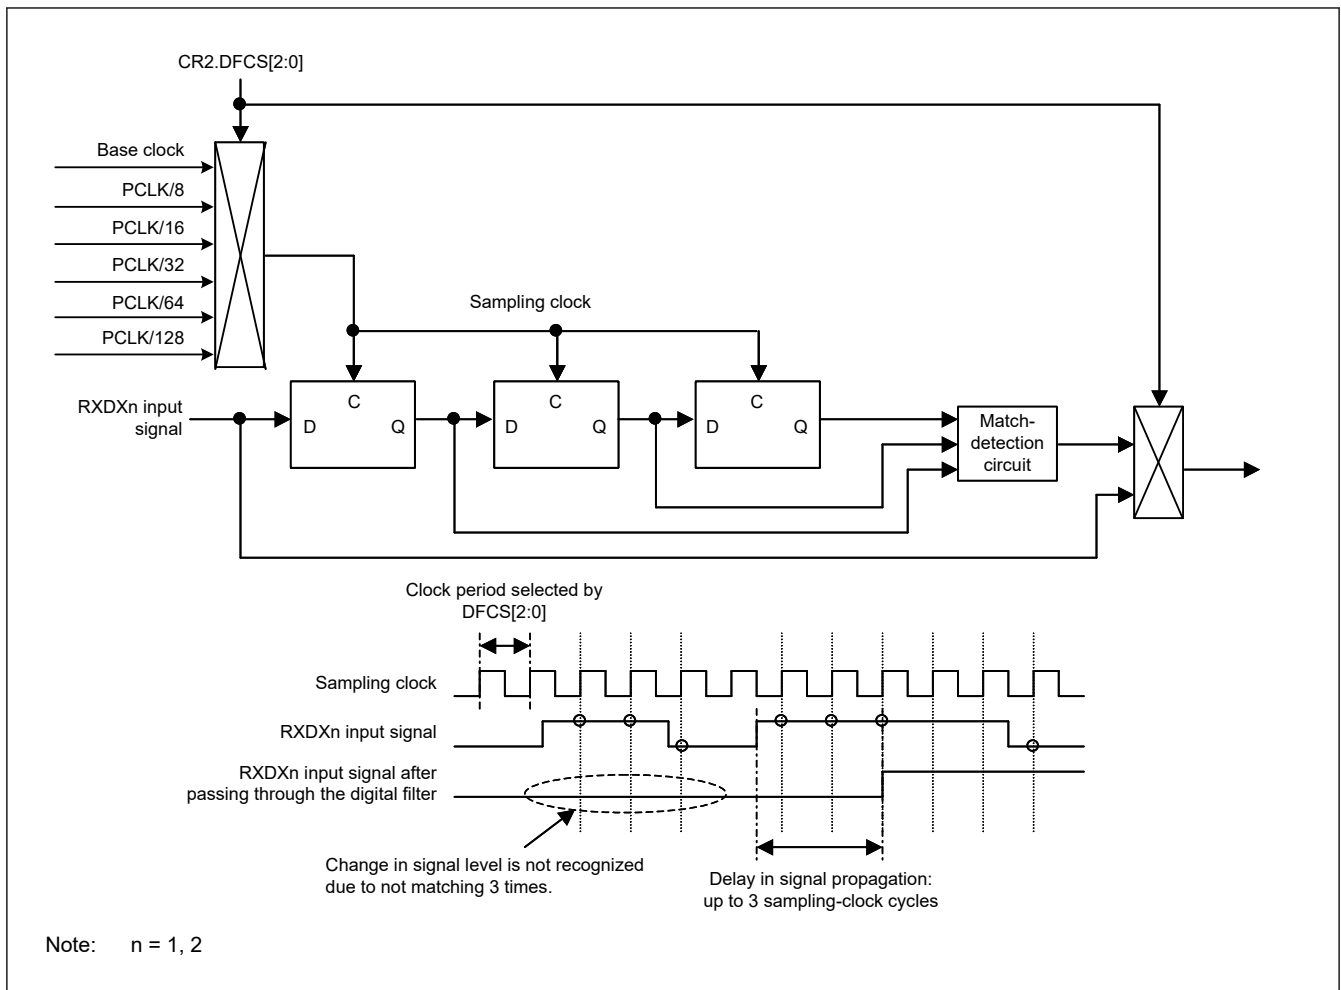 CR2.DFCS[2:0]
Base clock
PCLK/8
PCLK/16
PCLK/32
PCLK/64
PCLK/128
Sampling clock
RXDXn input
signal
C
D
Q
C
D
Q
C
D
Q
Match-
detection
circuit
Clock period selected by
DFCS[2:0]
Sampling clock
RXDXn input signal
RXDXn input signal after
passing through the digital filter
Change in signal level is not recognized
due to not matching 3 times.
Delay in signal propagation:
up to 3 sampling-clock cycles
Note: n = 1, 2